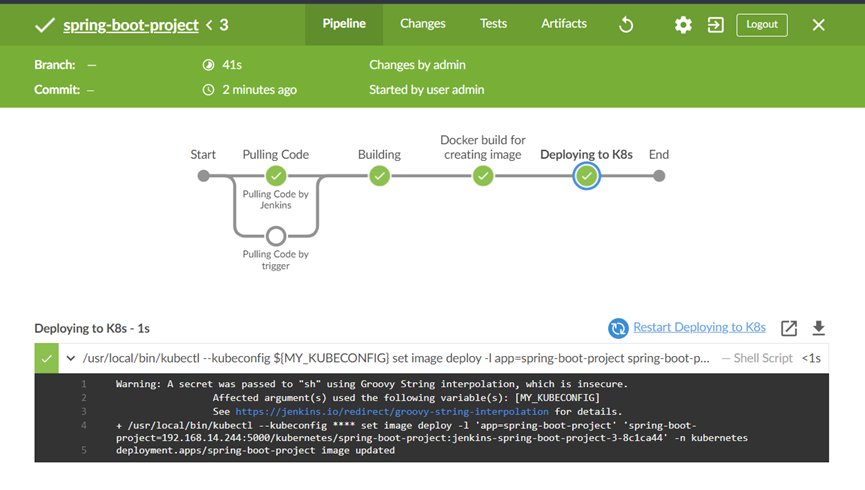 spring-boot-project < 3
Pipeline
Changes
Tests
Artifacts
Logout
Branch: —
41s
Changes by admin
Commit: —
2 minutes ago
Started by user admin
Start
Pulling Code
Building
Docker build for
creating image
Deploying to K8s
End
Pulling Code by
Jenkins
Pulling Code by
trigger
Deploying to K8s - 1s
Restart Deploying to K8s
/usr/local/bin/kubectl --kubeconfig ${MY_KUBECONFIG} set image deploy -l app=spring-boot-project spring-boot-p... — Shell Script <1s
1 Warning: A secret was passed to "sh" using Groovy String interpolation, which is insecure.
2 Affected argument(s) used the following variable(s): [MY_KUBECONFIG]
3 See https://jenkins.io/redirect/groovy-string-interpolation for details.
4 + /usr/local/bin/kubectl --kubeconfig **** set image deploy -l 'app=spring-boot-project' 'spring-boot-
project=192.168.14.244:5000/kubernetes/spring-boot-project:jenkins-spring-boot-project-3-8c1ca44' -n kubernetes
5 deployment.apps/spring-boot-project image updated